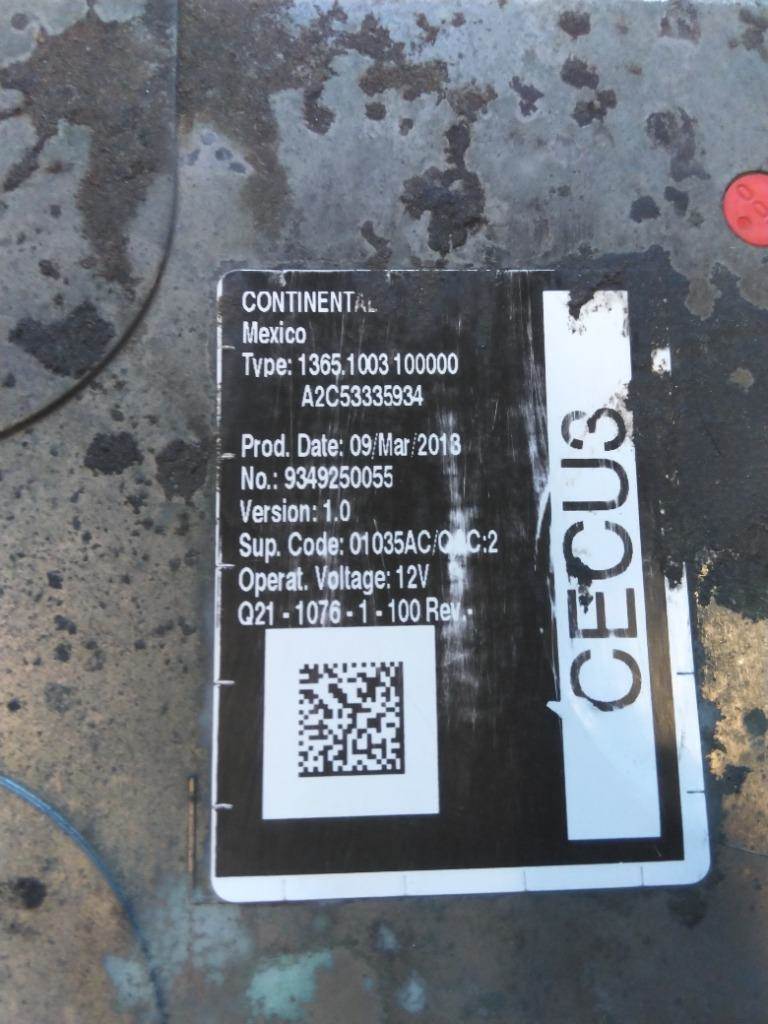 CONTINENTAL
Mexico
Type: 1365.1003 100000
A2C53335934
Prod. Date: 09/Mar/2018
No.: 9349250055
Version: 1.0
Sup. Code: 01035AC/
Operat. Voltage: 12V
Q21 - 1076 - 1 - 100 Rev.-
CECU3